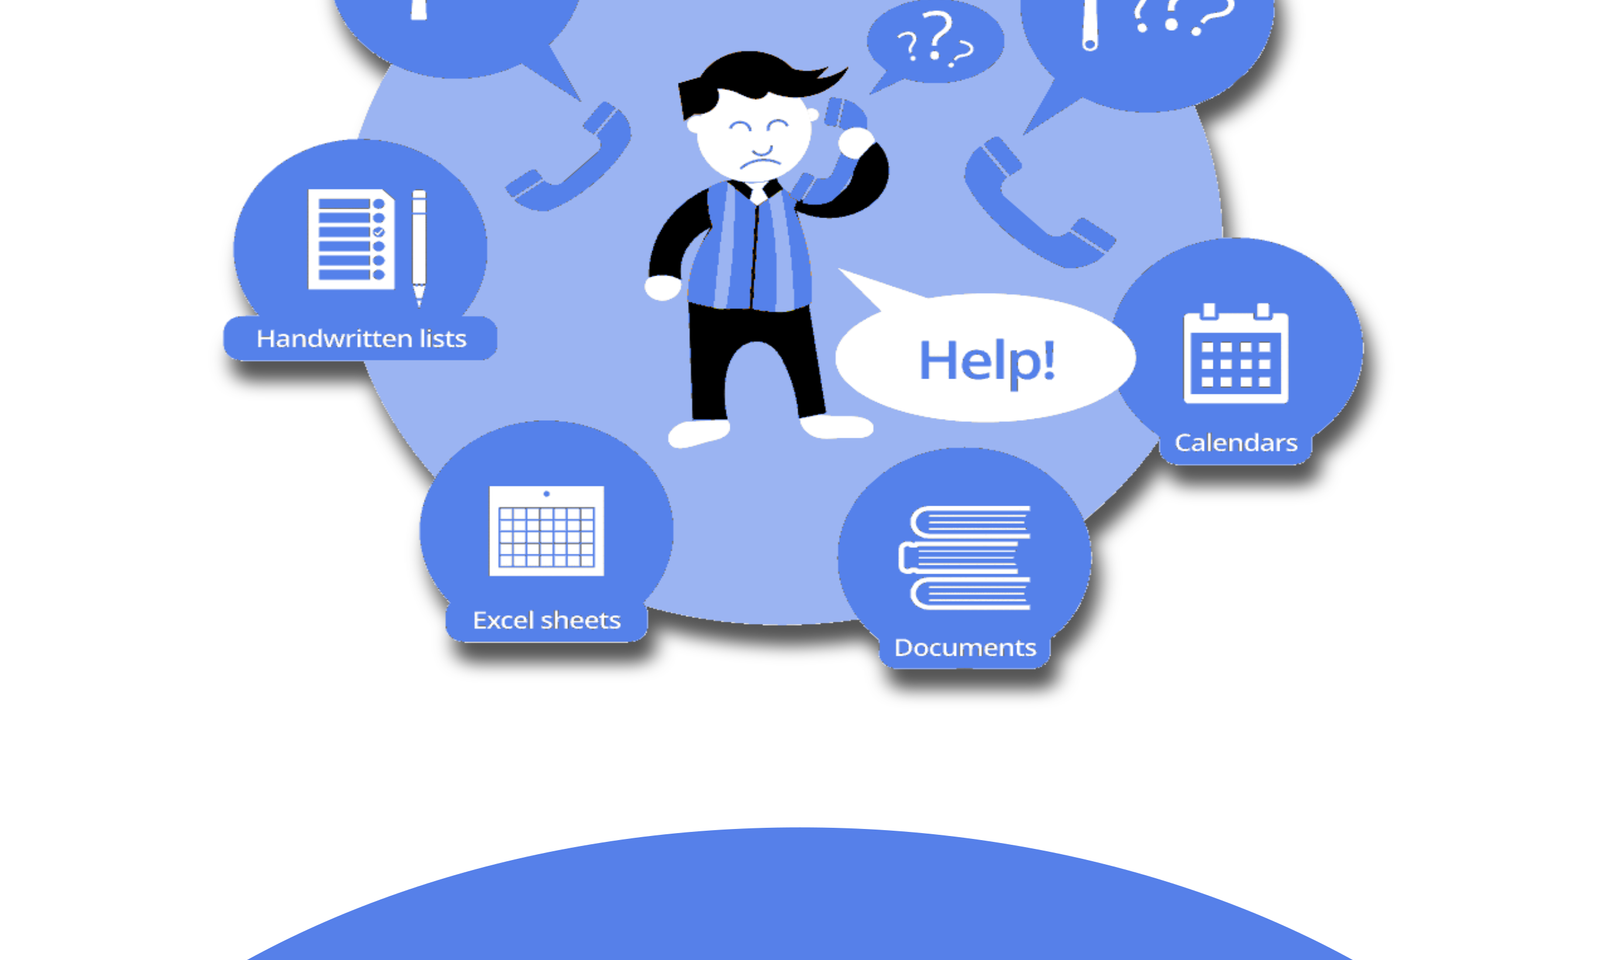 ???
???
Handwritten lists
Help!
Calendars
Excel sheets
Documents